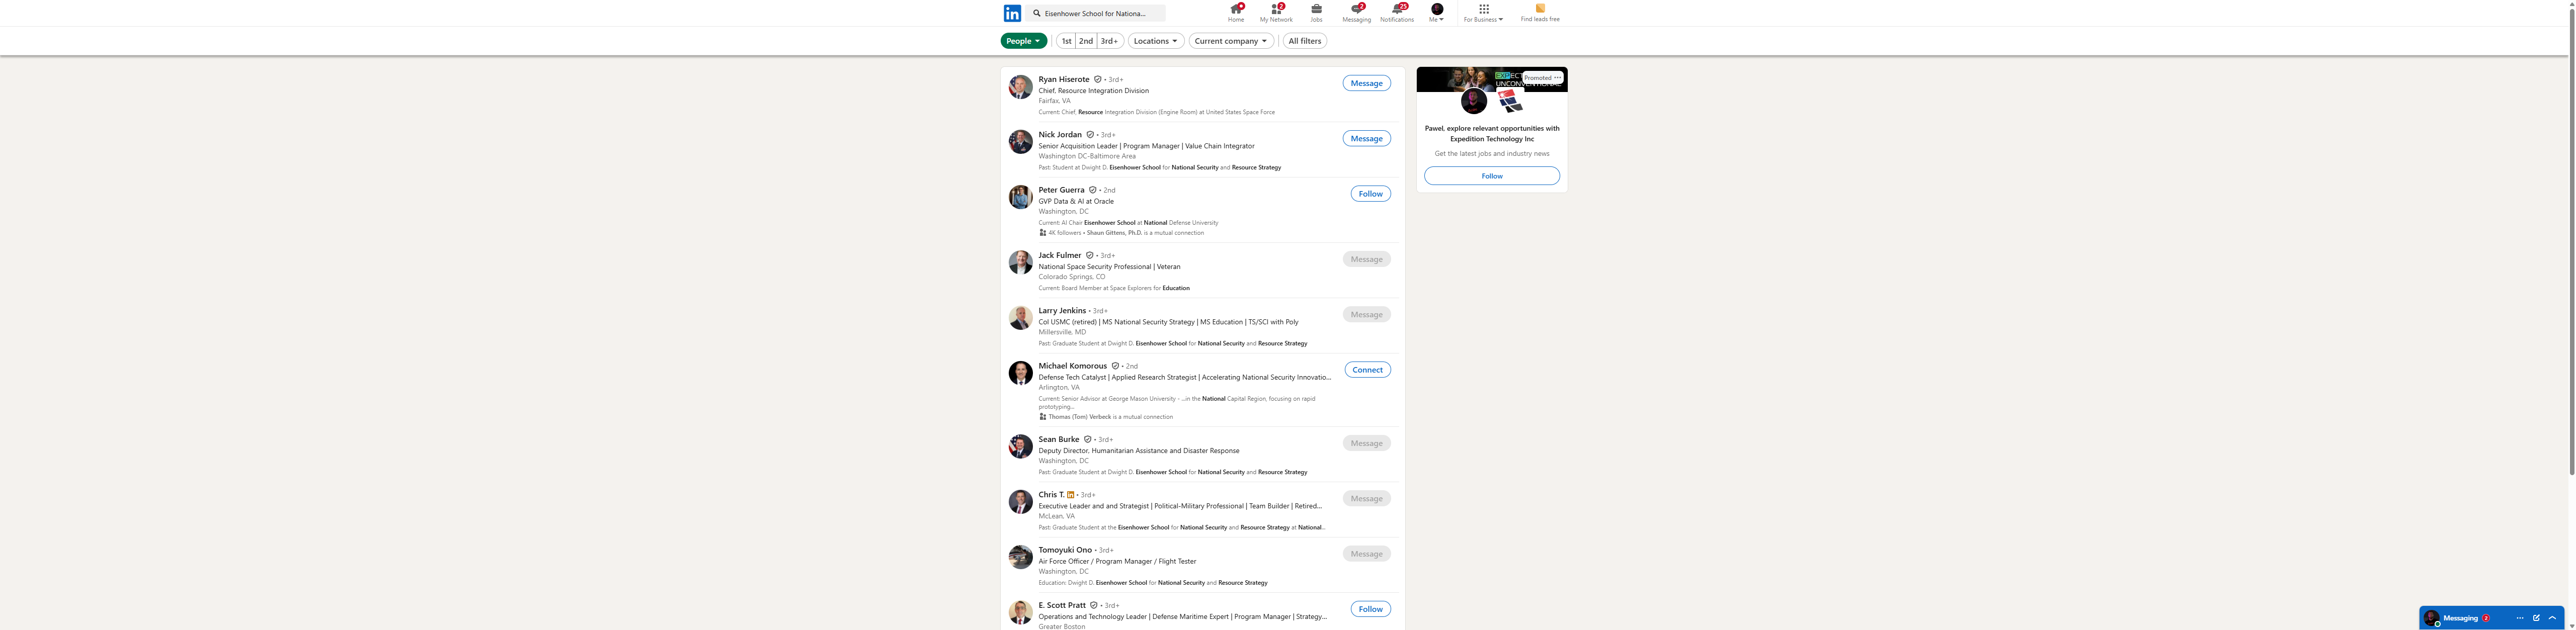 in
Eisenhower School for Nationa...
Home
2
My Network
Jobs
2
Messaging
25
Notifications
Me
For Business
Find leads free
People
1st
2nd
3rd+
Locations
Current company
All filters
Ryan Hiserote • 3rd+
Chief, Resource Integration Division
Fairfax, VA
Current: Chief, Resource Integration Division (Engine Room) at United States Space Force
Message
Nick Jordan • 3rd+
Senior Acquisition Leader | Program Manager | Value Chain Integrator
Washington DC-Baltimore Area
Past: Student at Dwight D. Eisenhower School for National Security and Resource Strategy
Message
Peter Guerra • 2nd
GVP Data & AI at Oracle
Washington, DC
Current: AI Chair Eisenhower School at National Defense University
4K followers • Shaun Gittens, Ph.D. is a mutual connection
Follow
Jack Fulmer • 3rd+
National Space Security Professional | Veteran
Colorado Springs, CO
Current: Board Member at Space Explorers for Education
Message
Larry Jenkins • 3rd+
Col USMC (retired) | MS National Security Strategy | MS Education | TS/SCI with Poly
Millersville, MD
Past: Graduate Student at Dwight D. Eisenhower School for National Security and Resource Strategy
Message
Michael Komorous • 2nd
Defense Tech Catalyst | Applied Research Strategist | Accelerating National Security Innovatio...
Arlington, VA
Current: Senior Advisor at George Mason University - ...in the National Capital Region, focusing on rapid
prototyping...
Thomas (Tom) Verbeck is a mutual connection
Connect
Sean Burke • 3rd+
Deputy Director, Humanitarian Assistance and Disaster Response
Washington, DC
Past: Graduate Student at Dwight D. Eisenhower School for National Security and Resource Strategy
Message
Chris T. in • 3rd+
Executive Leader and and Strategist | Political-Military Professional | Team Builder | Retired...
McLean, VA
Past: Graduate Student at the Eisenhower School for National Security and Resource Strategy at National...
Message
Tomoyuki Ono • 3rd+
Air Force Officer / Program Manager / Flight Tester
Washington, DC
Education: Dwight D. Eisenhower School for National Security and Resource Strategy
Message
E. Scott Pratt • 3rd+
Operations and Technology Leader | Defense Maritime Expert | Program Manager | Strategy...
Greater Boston
Follow
Promoted
Pawel, explore relevant opportunities with
Expedition Technology Inc
Get the latest jobs and industry news
Follow
Messaging 2